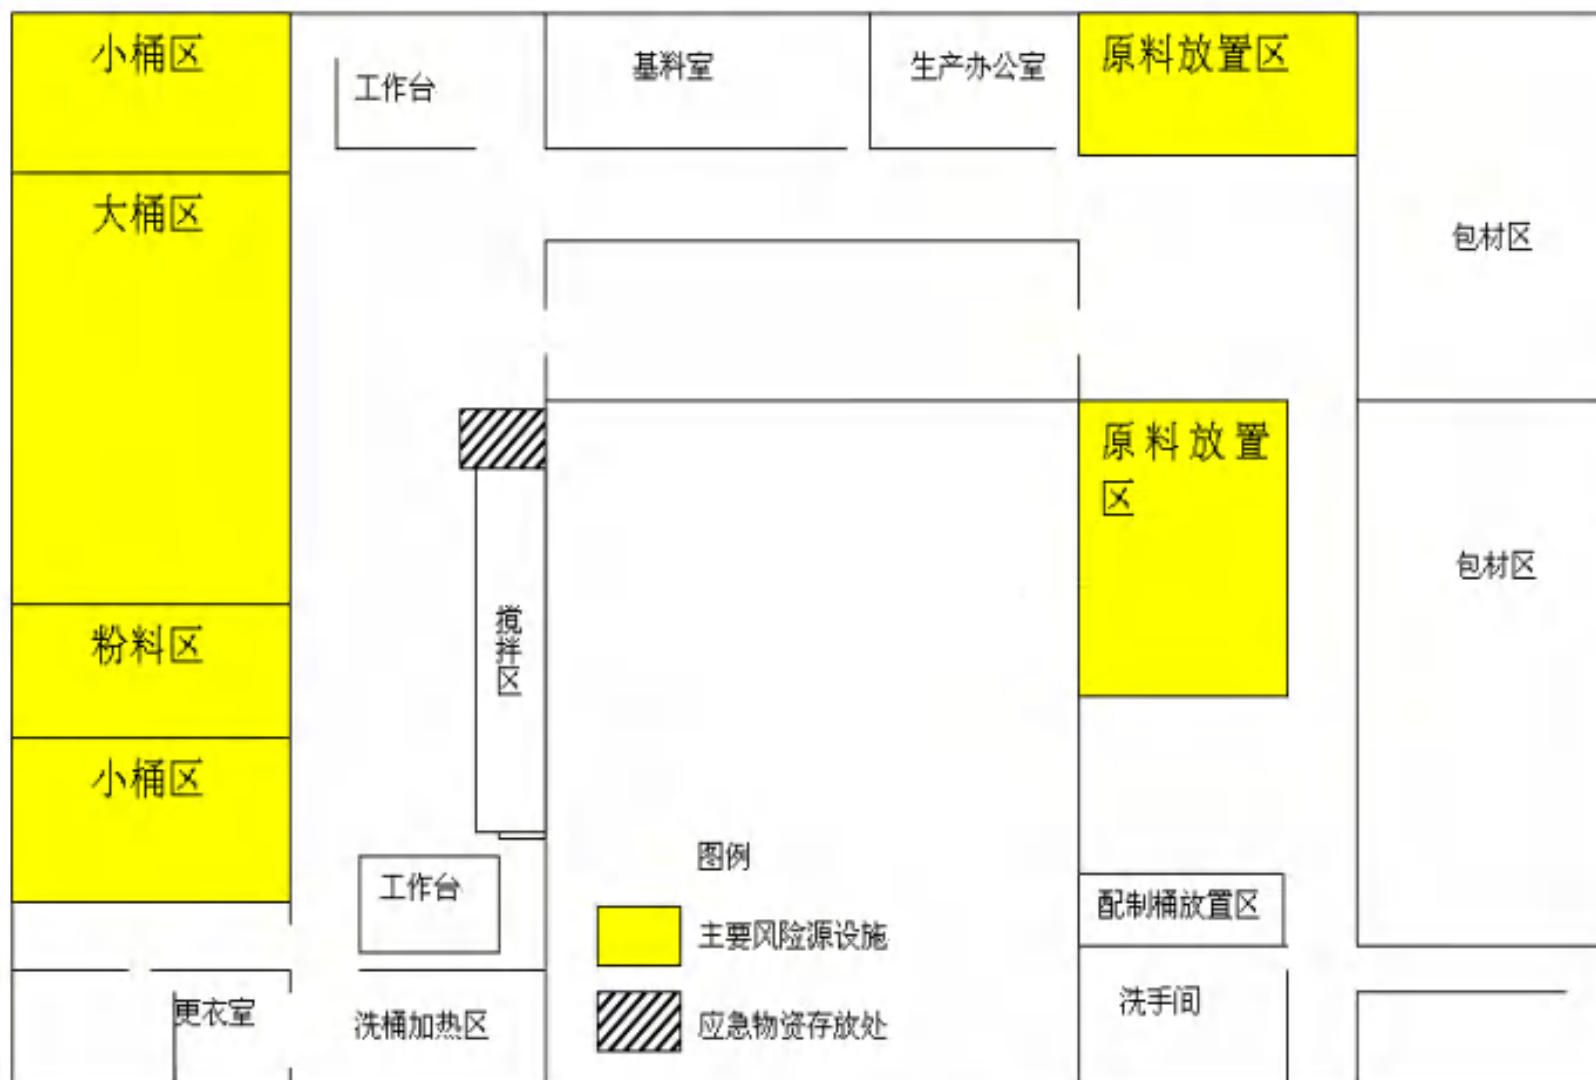 小桶区
工作台
基料室
生产办公室
原料放置区
大桶区
包材区
原料放置
区
包材区
搅拌区
粉料区
小桶区
图例
工作台
配制桶放置区
主要风险源设施
更衣室
洗桶加热区
洗手间
应急物资存放处